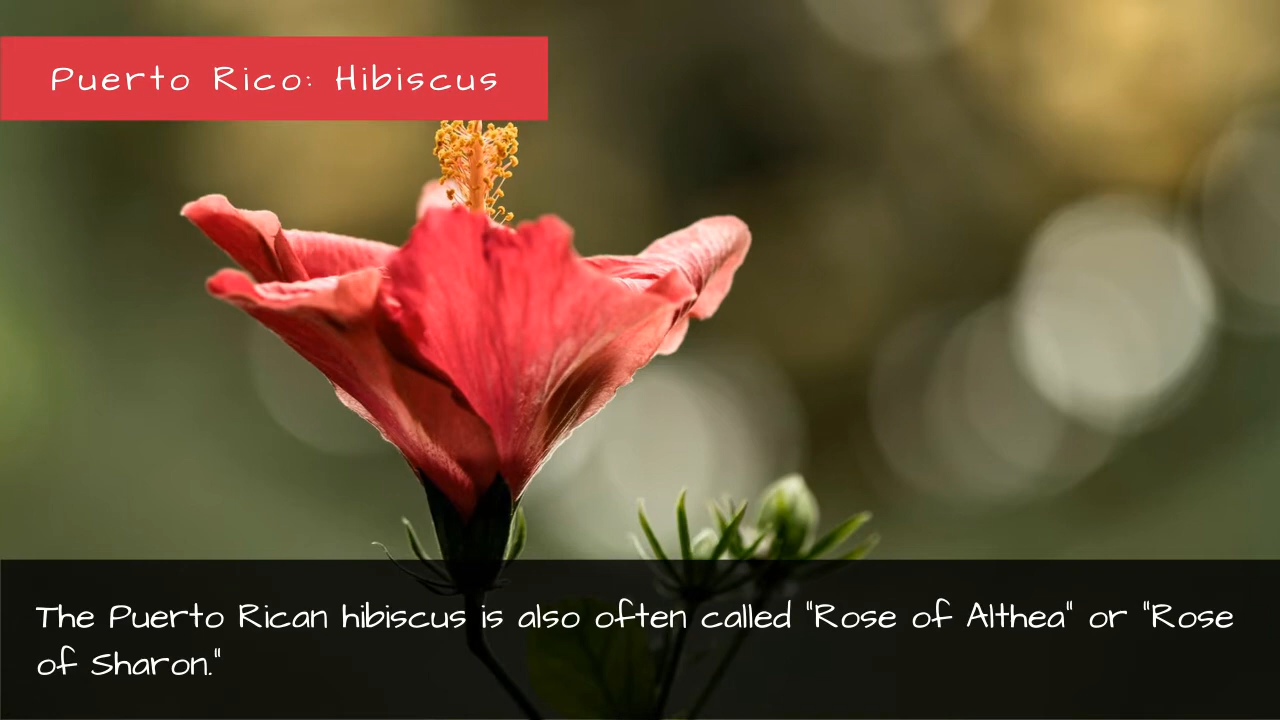 Puerto Rico: Hibiscus
The Puerto Rican hibiscus is also often called "Rose of Althea" or "Rose
of Sharon."